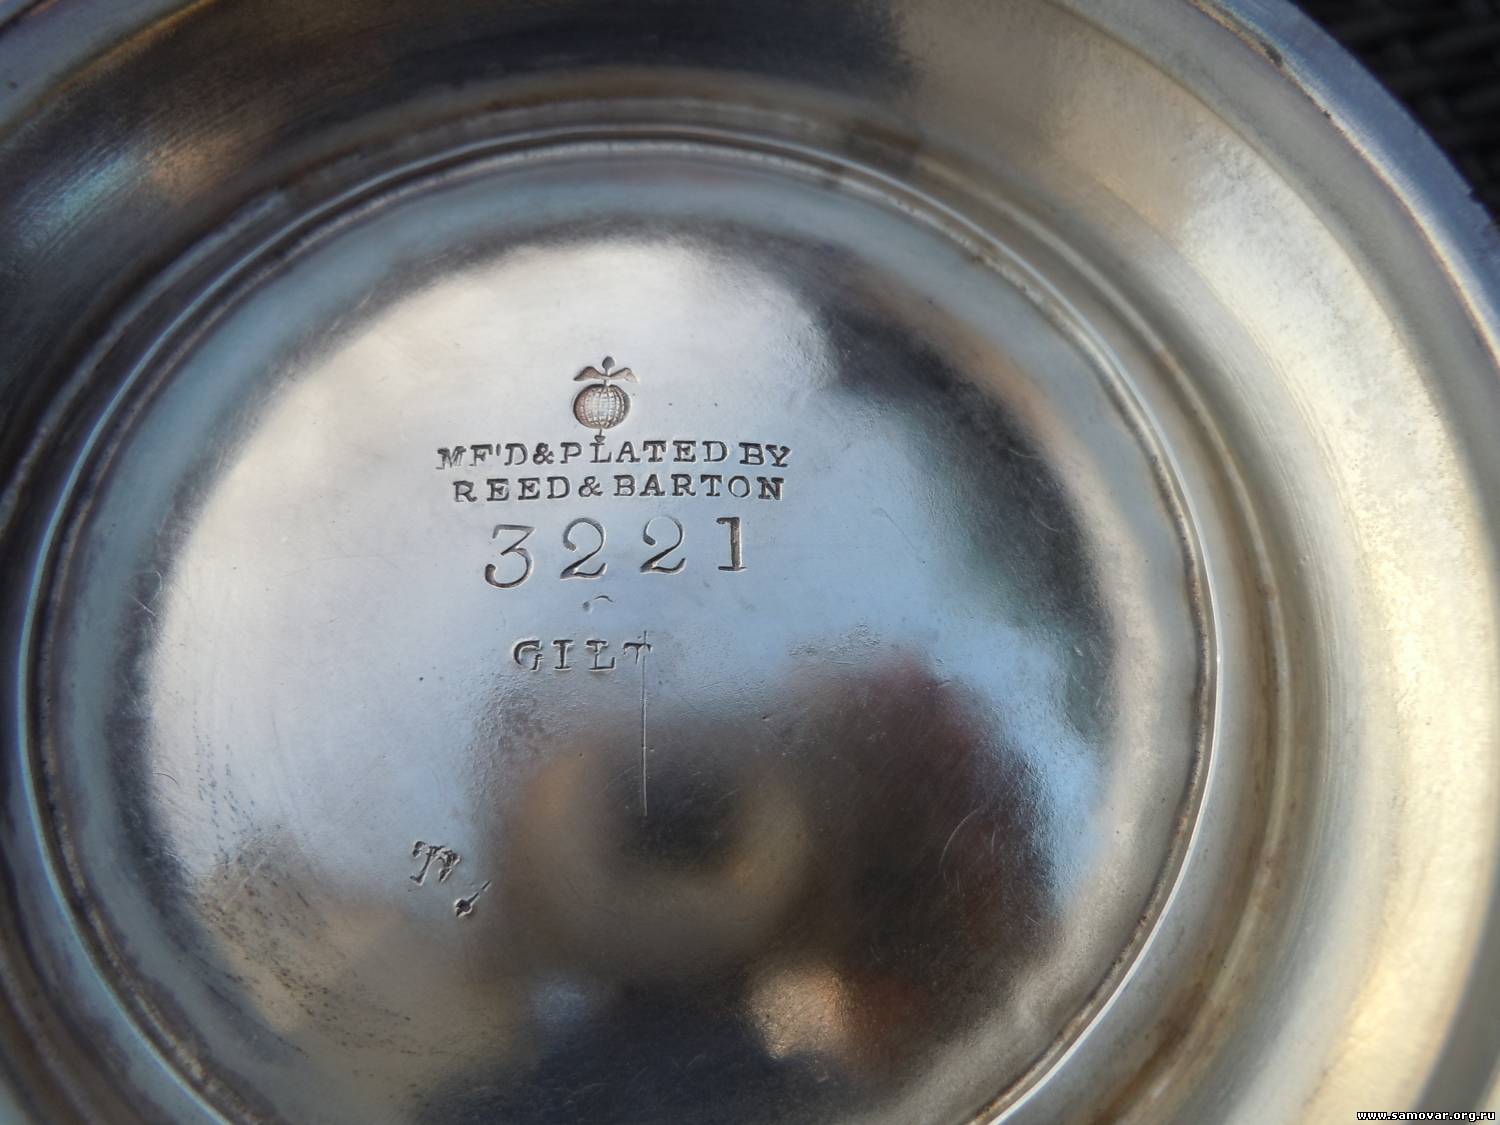 MF'D & PLATED BY
REED & BARTON
3221
GILT
www.samovar.org.ru